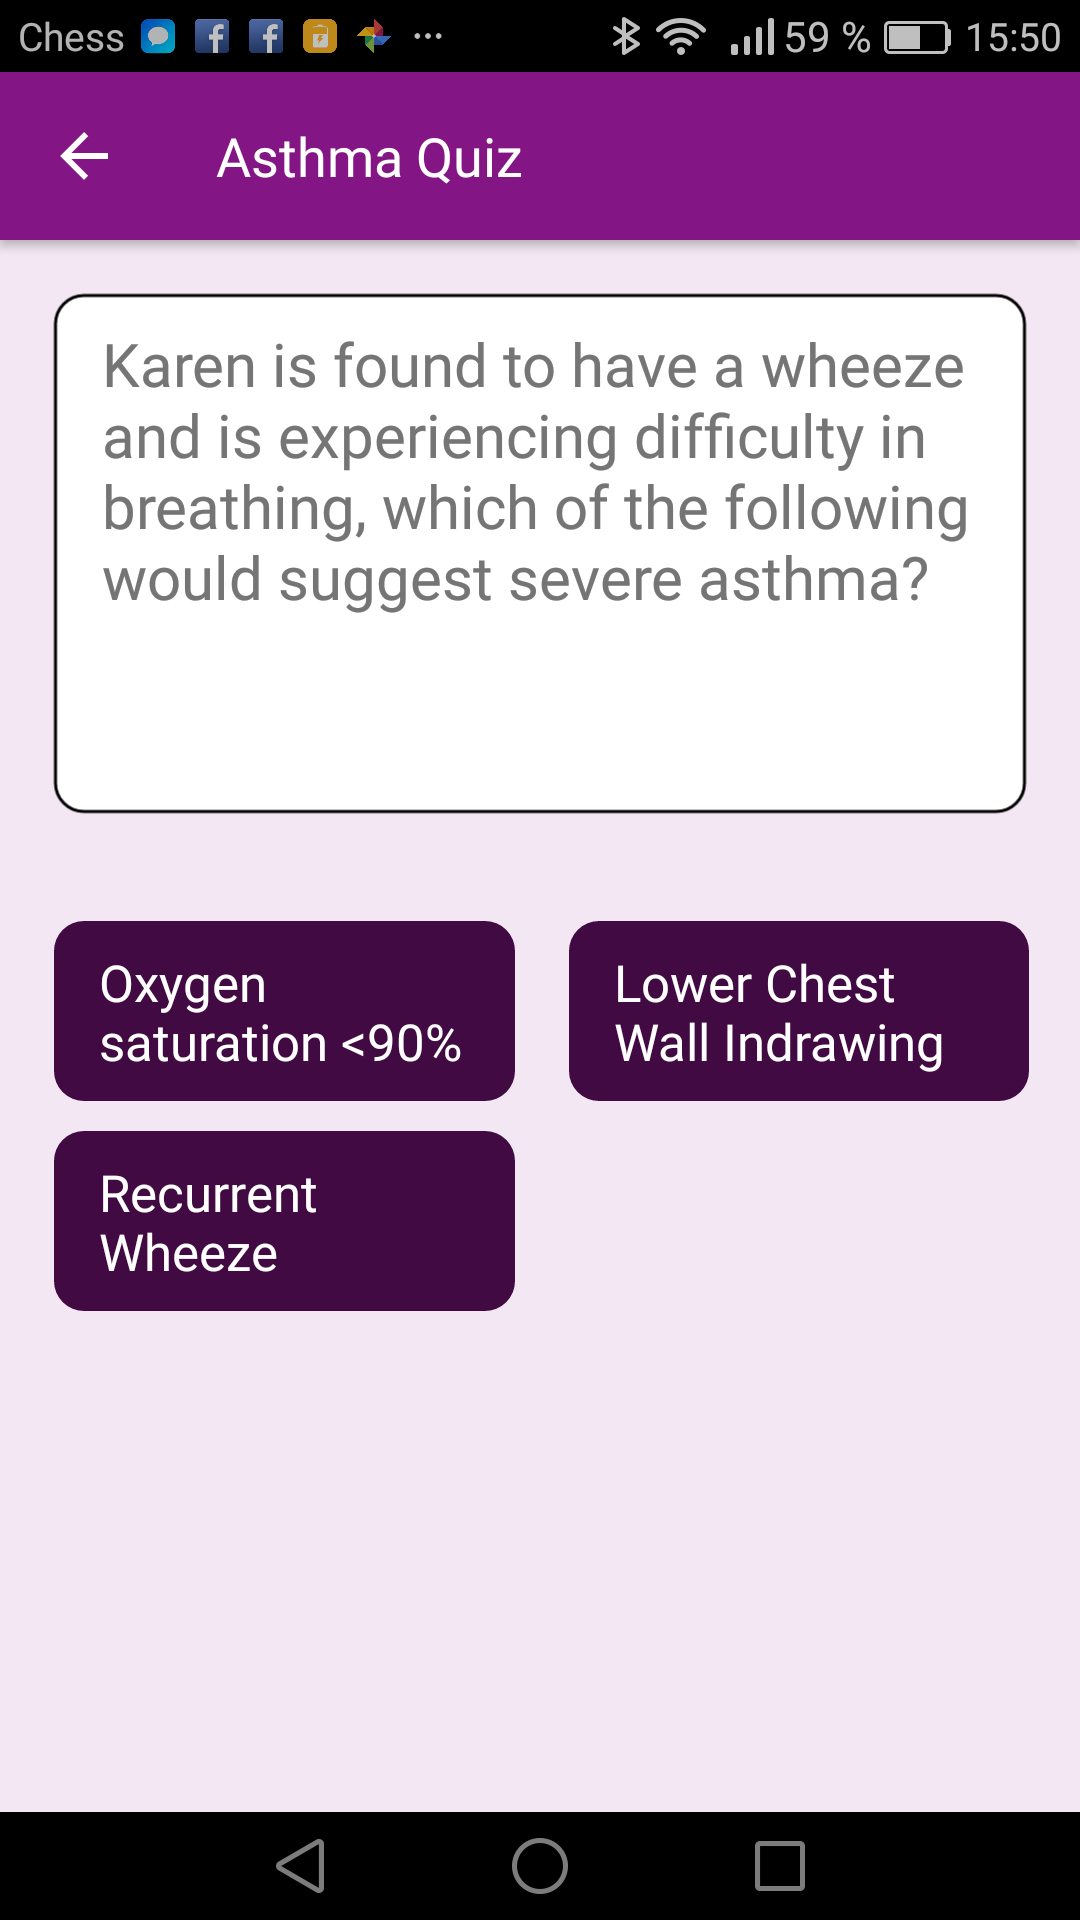 Chess 59 % 15:50
Asthma Quiz
Karen is found to have a wheeze
and is experiencing difficulty in
breathing, which of the following
would suggest severe asthma?
Oxygen
saturation <90%
Lower Chest
Wall Indrawing
Recurrent
Wheeze